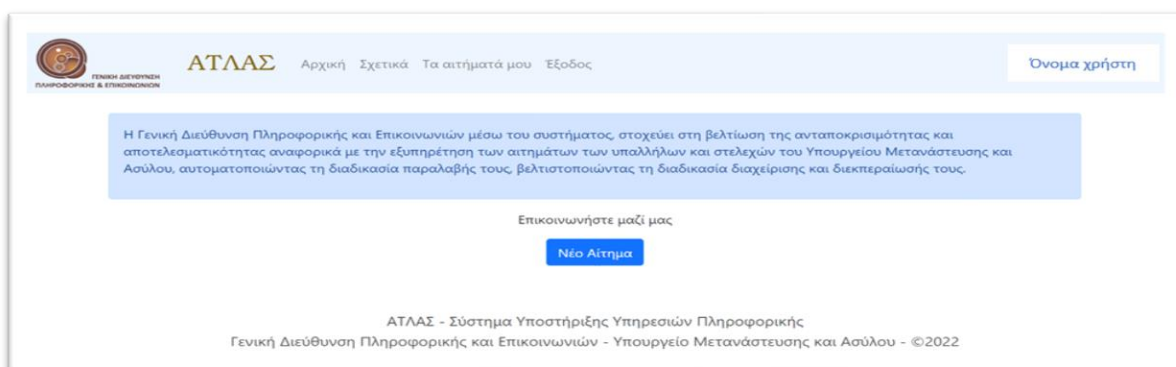 ΓΕΝΙΚΗ ΔΙΕΥΘΥΝΣΗ
ΠΛΗΡΟΦΟΡΙΚΗΣ & ΕΠΙΚΟΙΝΩΝΙΩΝ
ΑΤΛΑΣ Αρχική Σχετικά Τα αιτήματά μου Έξοδος Όνομα χρήστη
Η Γενική Διεύθυνση Πληροφορικής και Επικοινωνιών μέσω του συστήματος, στοχεύει στη βελτίωση της ανταποκρισιμότητας και
αποτελεσματικότητας αναφορικά με την εξυπηρέτηση των αιτημάτων των υπαλλήλων και στελεχών του Υπουργείου Μετανάστευσης και
Ασύλου, αυτοματοποιώντας τη διαδικασία παραλαβής τους, βελτιστοποιώντας τη διαδικασία διαχείρισης και διεκπεραίωσής τους.
Επικοινωνήστε μαζί μας
Νέο Αίτημα
ΑΤΛΑΣ - Σύστημα Υποστήριξης Υπηρεσιών Πληροφορικής
Γενική Διεύθυνση Πληροφορικής και Επικοινωνιών - Υπουργείο Μετανάστευσης και Ασύλου - ©2022